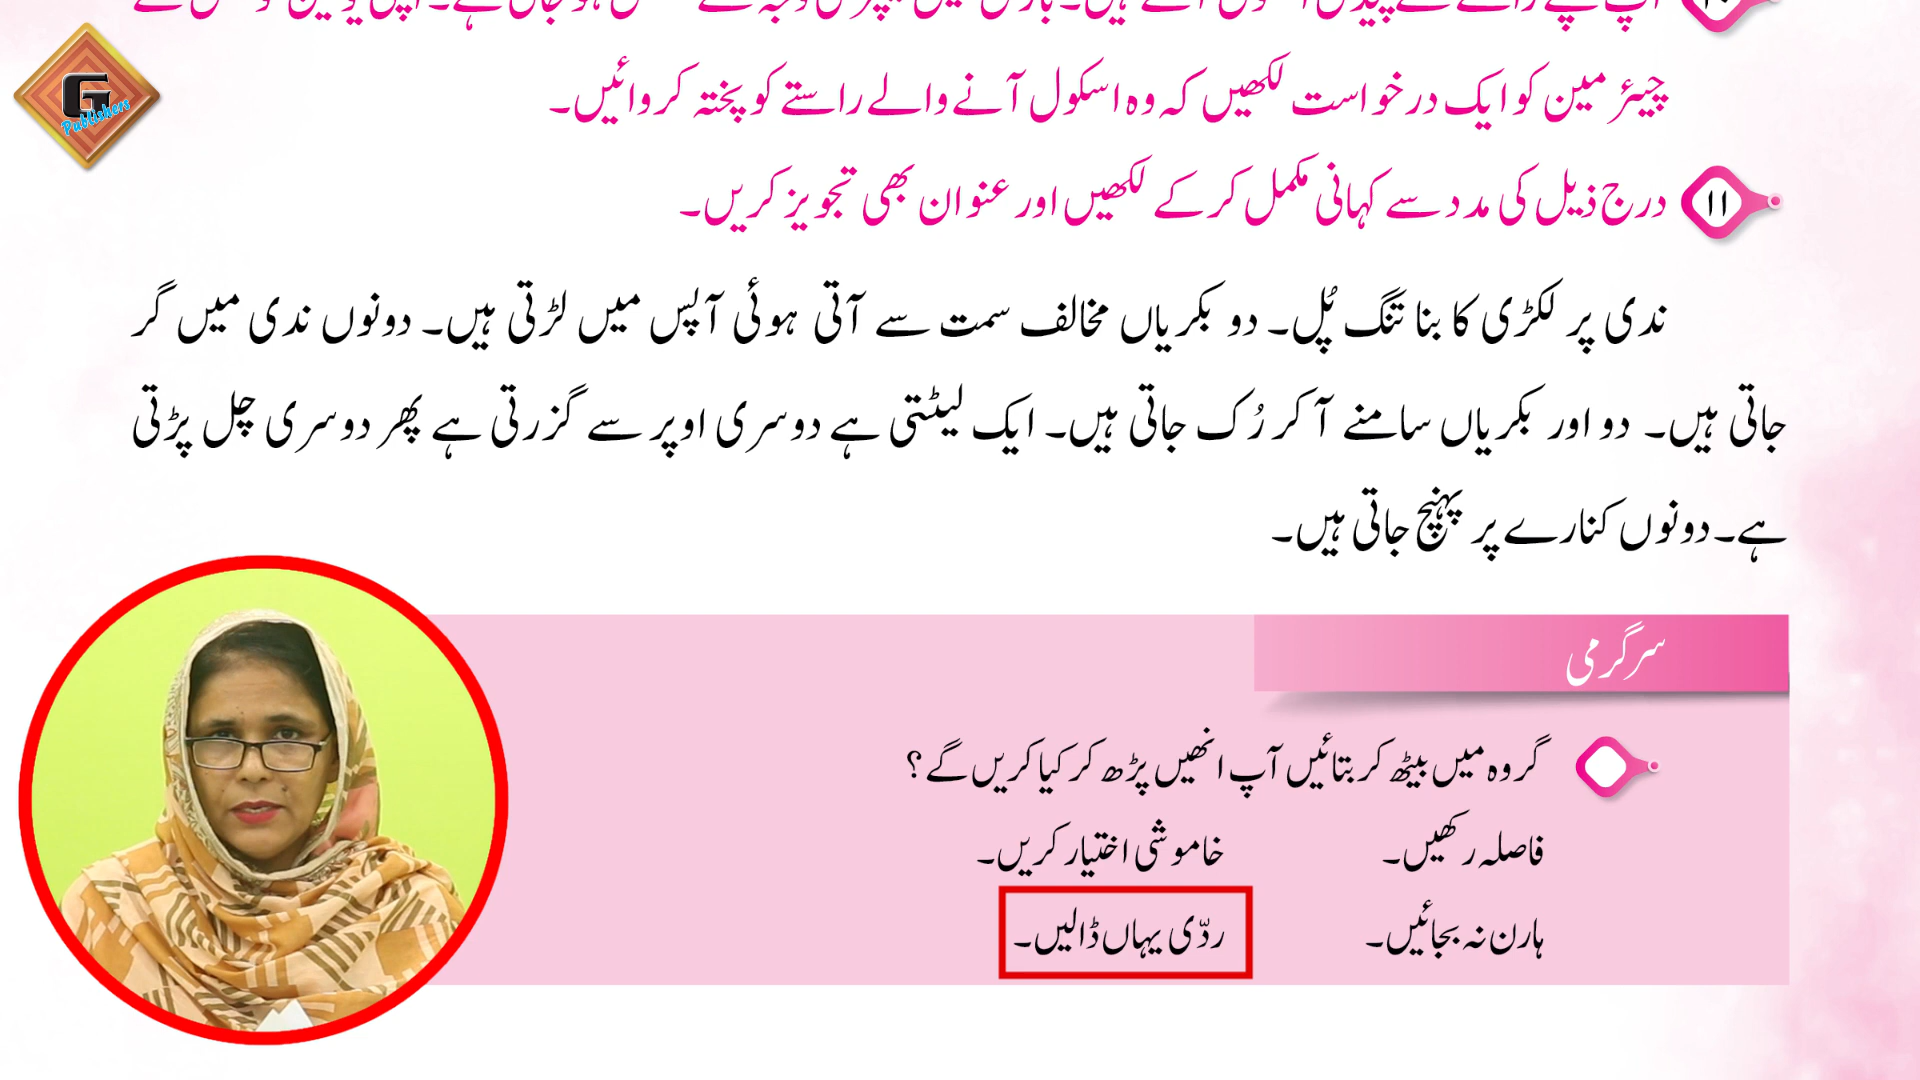 G
Publishers
۱۰
چیئر مین کو ایک درخواست لکھیں کہ وہ اسکول آنے والے راستے کو پختہ کروائیں۔
۱۱ درج ذیل کی مدد سے کہانی مکمل کر کے لکھیں اور عنوان بھی تجویز کریں۔
ندی پر لکڑی کا بنا تنگ پُل۔ دو بکریاں مخالف سمت سے آتی ہوئی آپس میں لڑتی ہیں۔ دونوں ندی میں گر
جاتی ہیں۔ دو اور بکریاں سامنے آ کر رُک جاتی ہیں۔ ایک لیٹتی ہے دوسری اوپر سے گزرتی ہے پھر دوسری چل پڑتی
ہے۔ دونوں کنارے پر پہنچ جاتی ہیں۔
سرگرمی
گروہ میں بیٹھ کر بتائیں آپ انھیں پڑھ کر کیا کریں گے؟
فاصلہ رکھیں۔ خاموشی اختیار کریں۔
ہارن نہ بجائیں۔ ردّی یہاں ڈالیں۔